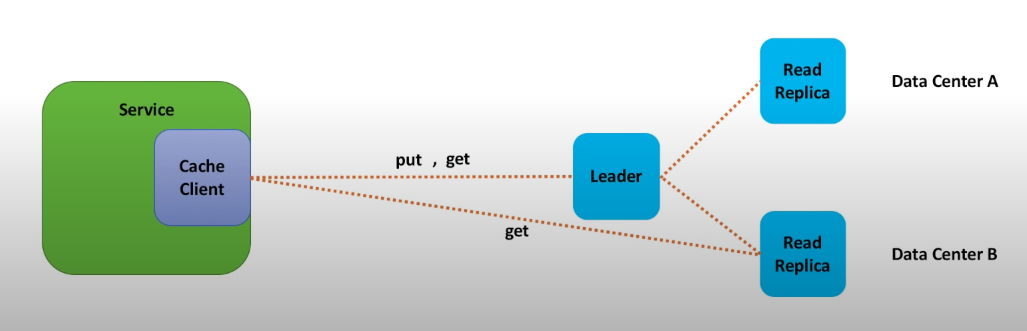 Service
Cache
Client
put , get
get
Leader
Read
Replica
Data Center A
Read
Replica
Data Center B